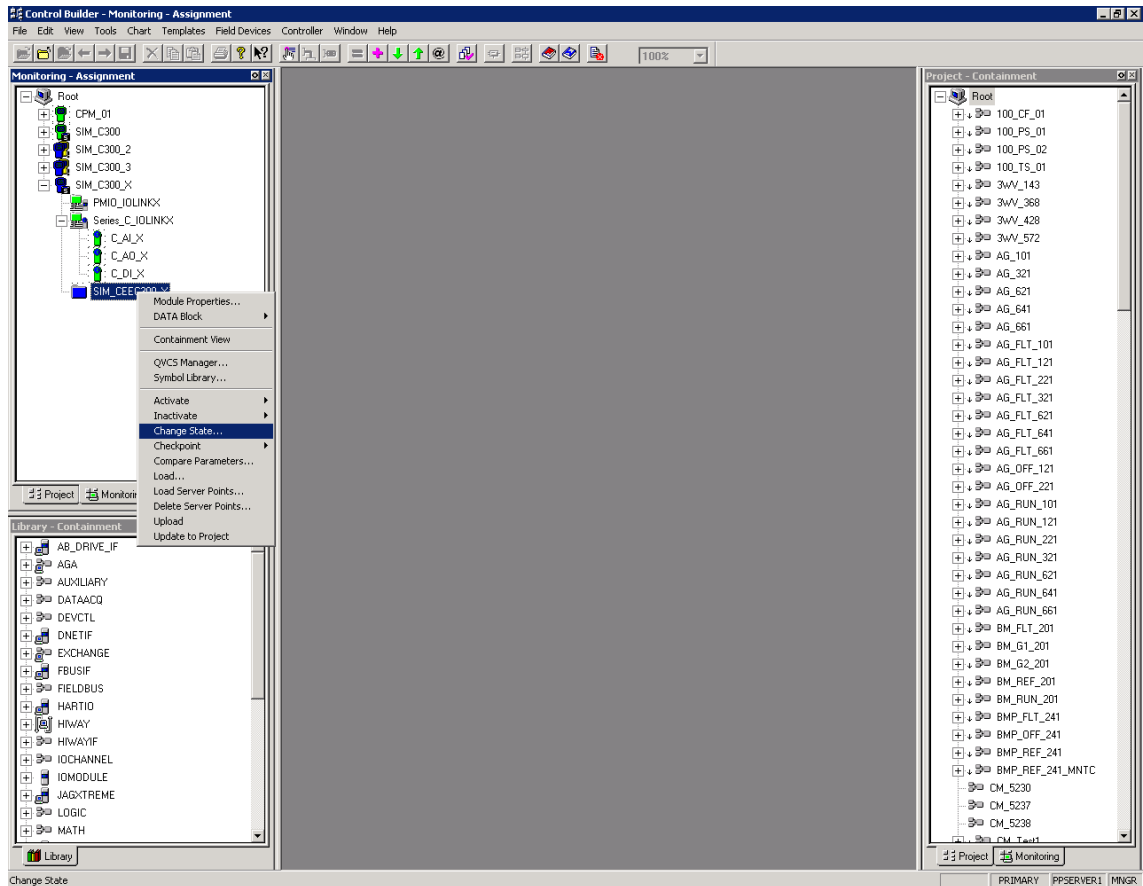 Control Builder - Monitoring - Assignment
File Edit View Tools Chart Templates Field Devices Controller Window Help
100%
Monitoring - Assignment
Root
CPM_01
SIM_C300
SIM_C300_2
SIM_C300_3
SIM_C300_X
PMIO_IOLINKX
Series_C_IOLINKX
C_AI_X
C_AO_X
C_DI_X
SIM_CEEC300_X
Module Properties...
DATA Block
Containment View
QVCS Manager...
Symbol Library...
Activate
Inactivate
Change State...
Checkpoint
Compare Parameters...
Load...
Load Server Points...
Delete Server Points...
Upload
Update to Project
Project Monitorin
Library - Containment
AB_DRIVE_IF
AGA
AUXILIARY
DATAACQ
DEVCTL
DNETIF
EXCHANGE
FBUSIF
FIELDBUS
HARTIO
HIWAY
HIWAYIF
IOCHANNEL
IOMODULE
JAGXTREME
LOGIC
MATH
Library
Project - Containment
Root
100_CF_01
100_PS_01
100_PS_02
100_TS_01
3WV_143
3WV_368
3WV_428
3WV_572
AG_101
AG_321
AG_621
AG_641
AG_661
AG_FLT_101
AG_FLT_121
AG_FLT_221
AG_FLT_321
AG_FLT_621
AG_FLT_641
AG_FLT_661
AG_OFF_121
AG_OFF_221
AG_RUN_101
AG_RUN_121
AG_RUN_221
AG_RUN_321
AG_RUN_621
AG_RUN_641
AG_RUN_661
BM_FLT_201
BM_G1_201
BM_G2_201
BM_REF_201
BM_RUN_201
BMP_FLT_241
BMP_OFF_241
BMP_REF_241
BMP_REF_241_MNTC
CM_5230
CM_5237
CM_5238
CM_Test1
Project Monitoring
Change State
PRIMARY PPSERVER1 MNGR